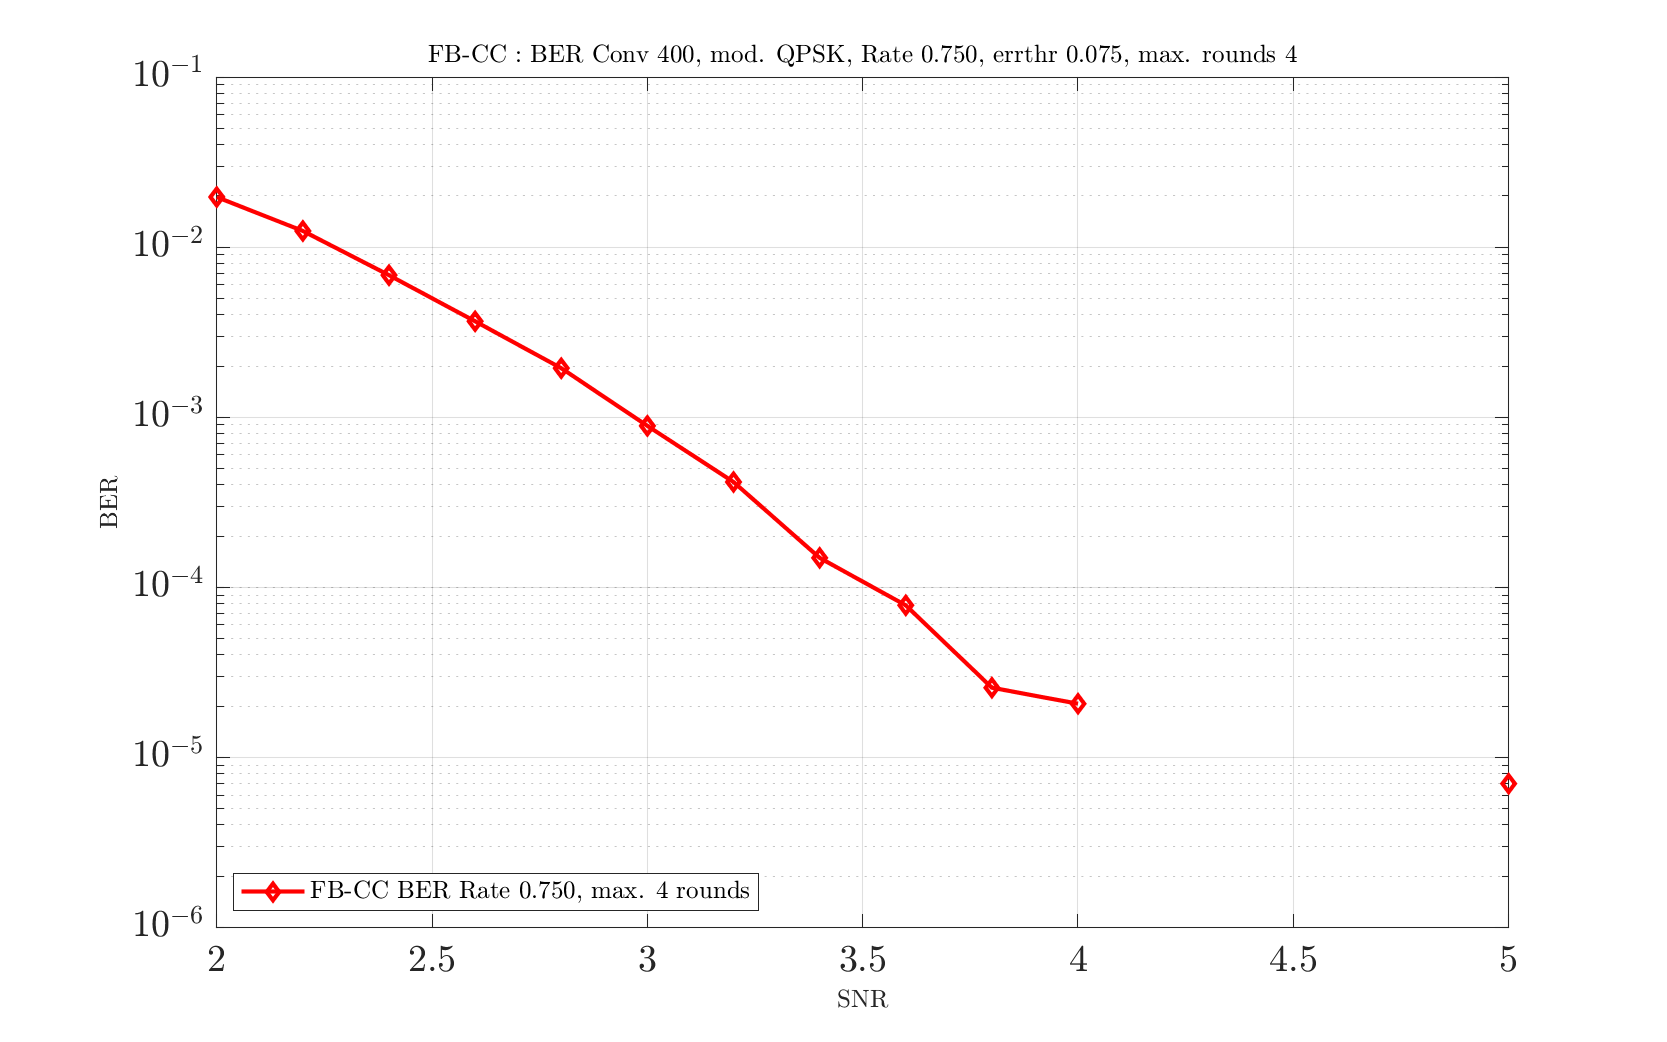 FB-CC : BER Conv 400, mod. QPSK, Rate 0.750, errthr 0.075, max. rounds 4
10^{-1}
10^{-2}
10^{-3}
10^{-4}
10^{-5}
10^{-6}
BER
FB-CC BER Rate 0.750, max. 4 rounds
2 2.5 3 3.5 4 4.5 5
SNR